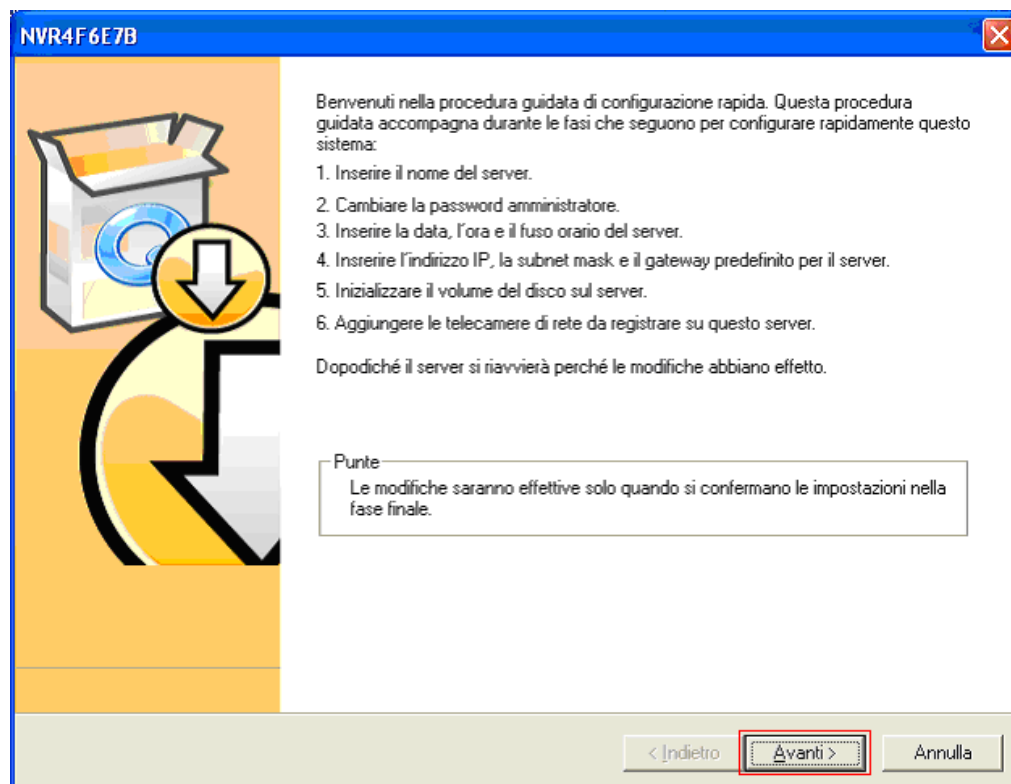 NVR4F6E7B
Benvenuti nella procedura guidata di configurazione rapida. Questa procedura
guidata accompagna durante le fasi che seguono per configurare rapidamente questo
sistema:
1. Inserire il nome del server.
2. Cambiare la password amministratore.
3. Inserire la data, l'ora e il fuso orario del server.
4. Insrerire l'indirizzo IP, la subnet mask e il gateway predefinito per il server.
5. Inizializzare il volume del disco sul server.
6. Aggiungere le telecamere di rete da registrare su questo server.
Dopodiché il server si riavvierà perché le modifiche abbiano effetto.
Punte
Le modifiche saranno effettive solo quando si confermano le impostazioni nella
fase finale.
< Indietro
Avanti >
Annulla